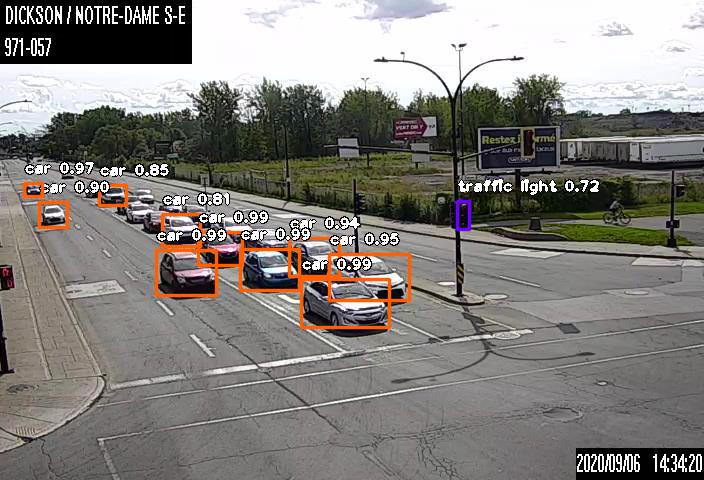 DICKSON / NOTRE-DAME S-E
971-057
car 0.97
car 0.85
car 0.90
car 0.81
car 0.99
car 0.94
car 0.99
car 0.99
car 0.95
car 0.99
traffic light 0.72
Restez
2020/09/06 14:34:20